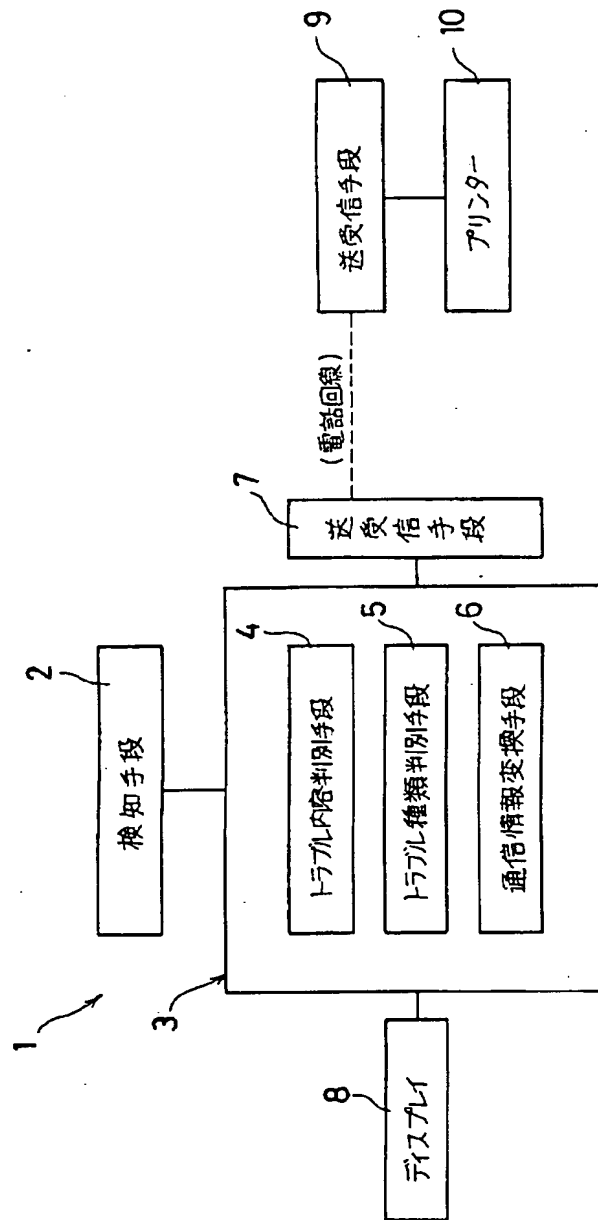 1
2
検知手段
3
4
トラブル内容判別手段
5
トラブル種類判別手段
6
通信情報変換手段
7
送受信手段
8
ディスプレイ
(電話回線)
9
送受信手段
10
プリンター